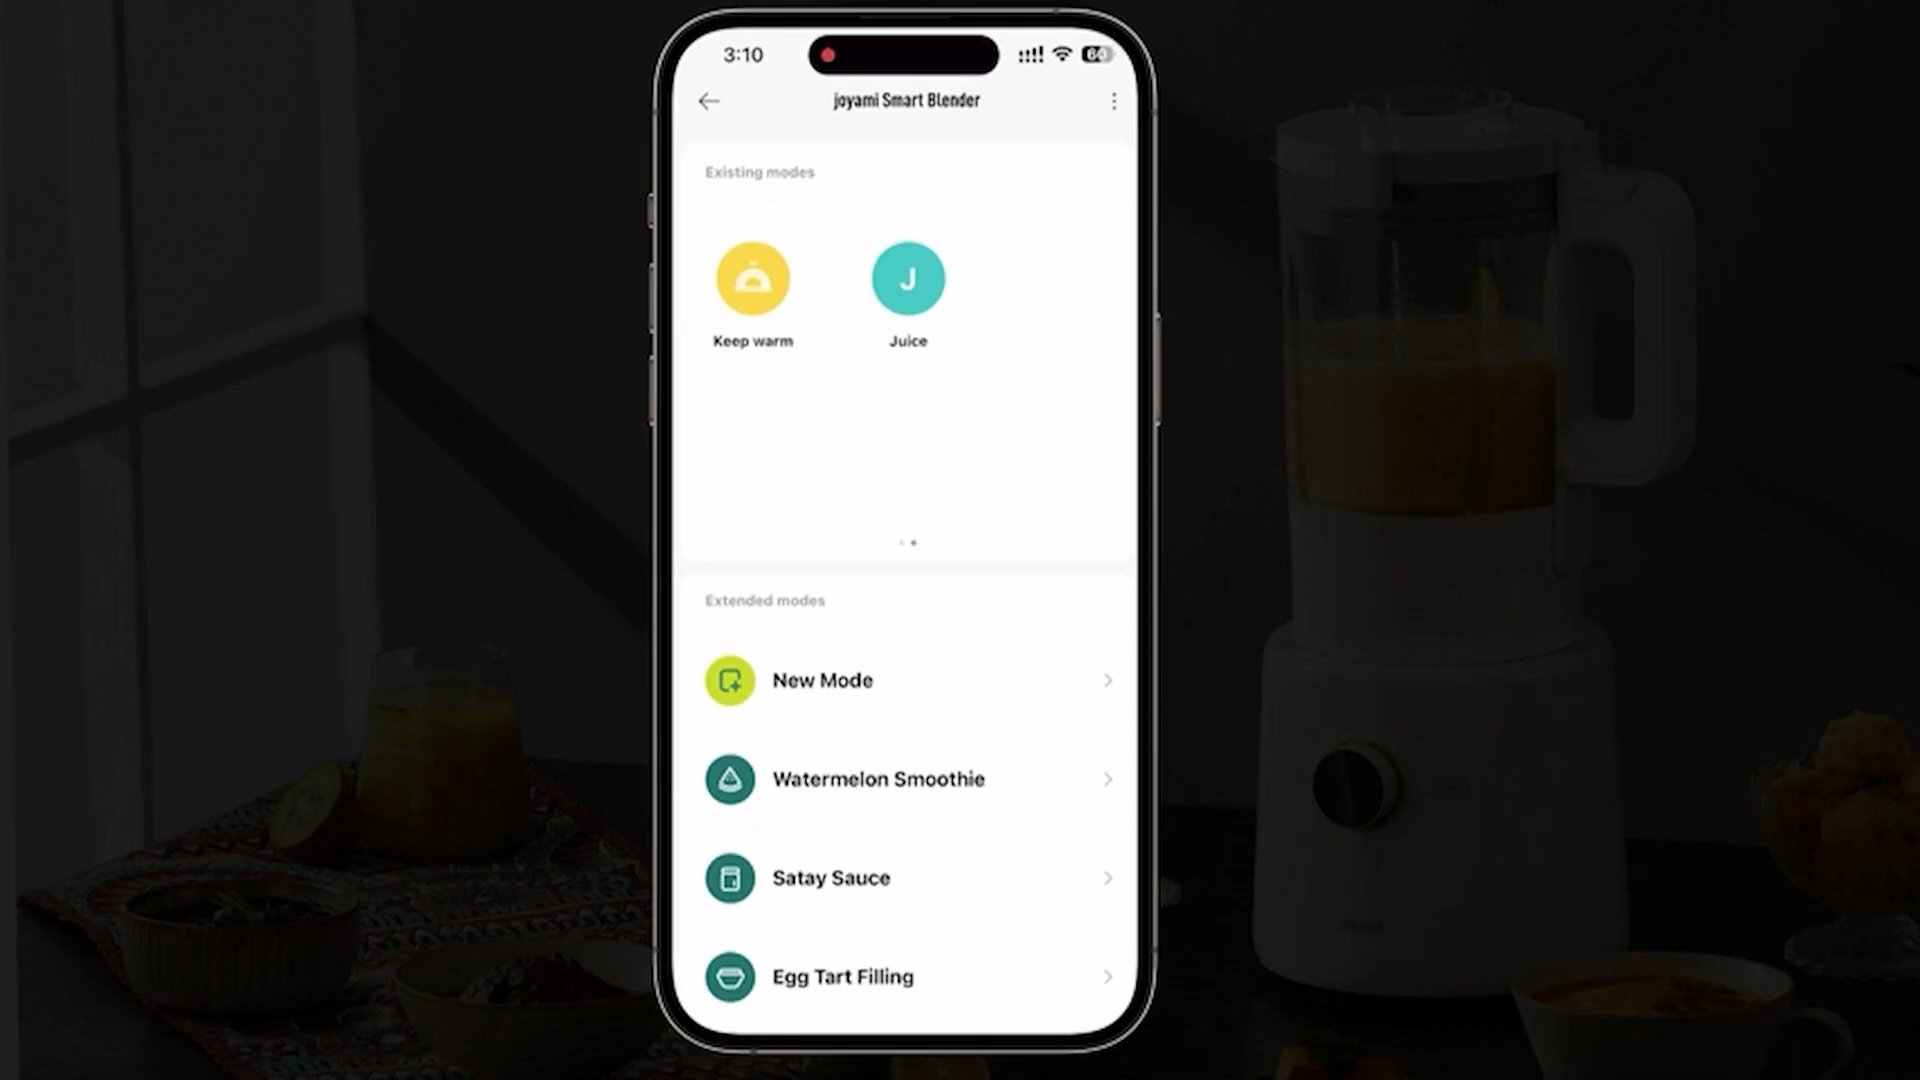 3:10
60
joyami Smart Blender
Existing modes
J
Keep warm
Juice
Extended modes
New Mode
Watermelon Smoothie
Satay Sauce
Egg Tart Filling